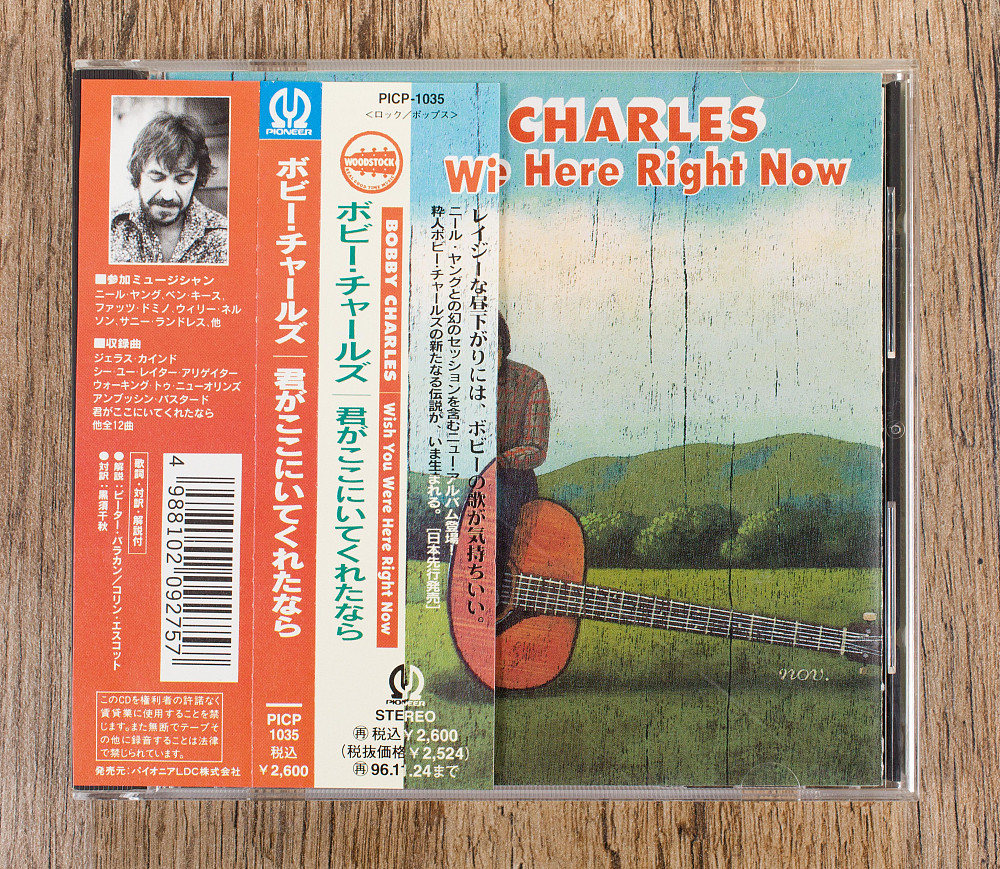 ■参加ミュージシャン
ニール・ヤング、ベン・キース、
ファッツ・ドミノ、ウィリー・ネル
ソン、サニー・ランドレス、他
■収録曲
ジェラス・カインド
シー・ユー・レイター・アリゲイター
ウォーキング・トゥ・ニューオリンズ
アンブッシン・バスタード
君がここにいてくれたなら
他全12曲
歌詞・対訳・解説付
●解説:ピーター・バラカン/コリン・エスコット
●対訳:黒須千秋
4 988102 092757
このCDを権利者の許諾なく
賃貸業に使用することを禁
じます。また無断でテープそ
の他に録音することは法律
で禁じられています。
発売元:パイオニアLDC株式会社
PIONEER
ボビー・チャールズ
君がここにいてくれたなら
PICP
1035
税込
¥2,600
PICP-1035
<ロック/ポップス>
WOODSTOCK
BOBBY CHARLES
Wish You Were Here Right Now
ボビー・チャールズ
君がここにいてくれたなら
レイジーな昼下がりには、ボビーの歌が気持ちいい。
ニール・ヤングとの幻のセッションを含むニュー・アルバム登場!
粋人ボビー・チャールズの新たなる伝説が、いま生まれる。[日本先行発売]
PIONEER
STEREO
再 税込¥2,600
(税抜価格¥2,524)
再 96.11.24まで
CHARLES
Wi e Here Right Now
nov.